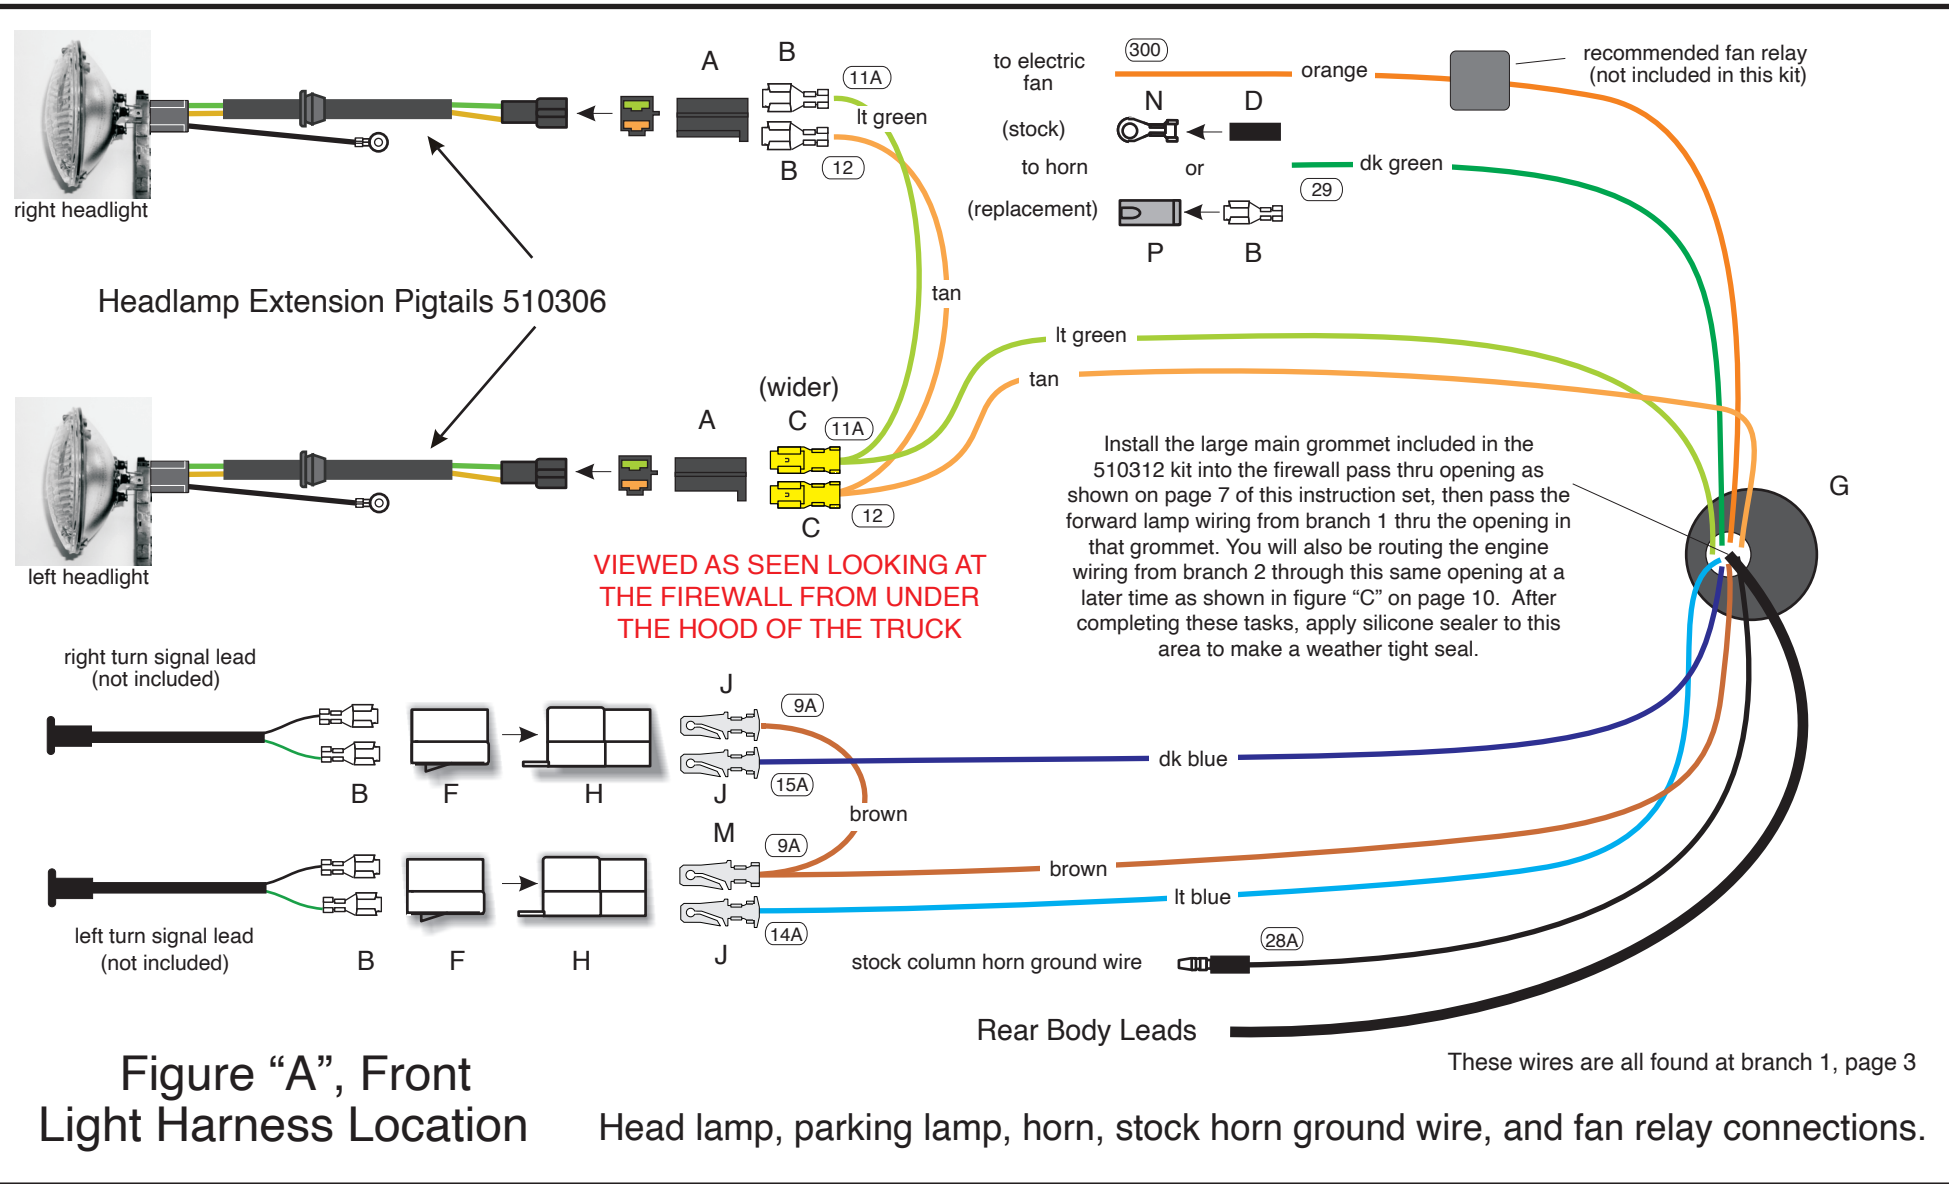 A
B
11A
lt green
B
12
right headlight
to electric
fan
300
orange
recommended fan relay
(not included in this kit)
(stock)
N
D
to horn
or
dk green
29
(replacement)
P
B
Headlamp Extension Pigtails 510306
tan
lt green
tan
(wider)
A
C
11A
C
12
left headlight
VIEWED AS SEEN LOOKING AT
THE FIREWALL FROM UNDER
THE HOOD OF THE TRUCK
Install the large main grommet included in the
510312 kit into the firewall pass thru opening as
shown on page 7 of this instruction set, then pass the
forward lamp wiring from branch 1 thru the opening in
that grommet. You will also be routing the engine
wiring from branch 2 through this same opening at a
later time as shown in figure “C” on page 10.  After
completing these tasks, apply silicone sealer to this
area to make a weather tight seal.
G
right turn signal lead
(not included)
B
F
H
J
9A
J
15A
dk blue
brown
M
9A
brown
lt blue
14A
J
left turn signal lead
(not included)
B
F
H
stock column horn ground wire
28A
Rear Body Leads
These wires are all found at branch 1, page 3
Figure “A”, Front
Light Harness Location
Head lamp, parking lamp, horn, stock horn ground wire, and fan relay connections.